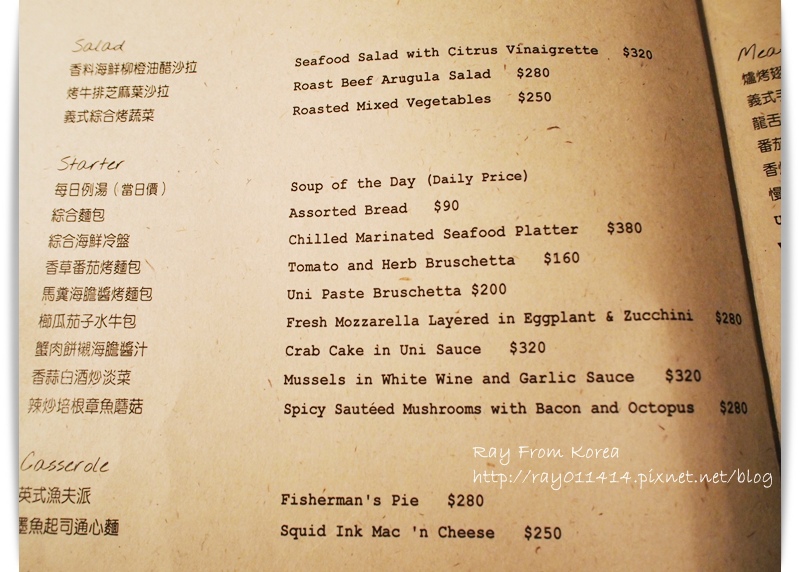 Salad
香料海鮮柳橙油醋沙拉 Seafood Salad with Citrus Vinaigrette $320
烤牛排芝麻葉沙拉 Roast Beef Arugula Salad $280
義式綜合烤蔬菜 Roasted Mixed Vegetables $250
Starter
每日例湯(當日價) Soup of the Day (Daily Price)
綜合麵包 Assorted Bread $90
綜合海鮮冷盤 Chilled Marinated Seafood Platter $380
香草番茄烤麵包 Tomato and Herb Bruschetta $160
馬糞海膽醬烤麵包 Uni Paste Bruschetta $200
櫛瓜茄子水牛包 Fresh Mozzarella Layered in Eggplant & Zucchini $280
蟹肉餅襯海膽醬汁 Crab Cake in Uni Sauce $320
香蒜白酒炒淡菜 Mussels in White Wine and Garlic Sauce $320
辣炒培根章魚蘑菇 Spicy Sautéed Mushrooms with Bacon and Octopus $280
Casserole
英式漁夫派 Fisherman's Pie $280
墨魚起司通心麵 Squid Ink Mac 'n Cheese $250
爐烤
義式
龍舌
番茄
Ray From Korea
http://ray011414.pixnet.net/blog